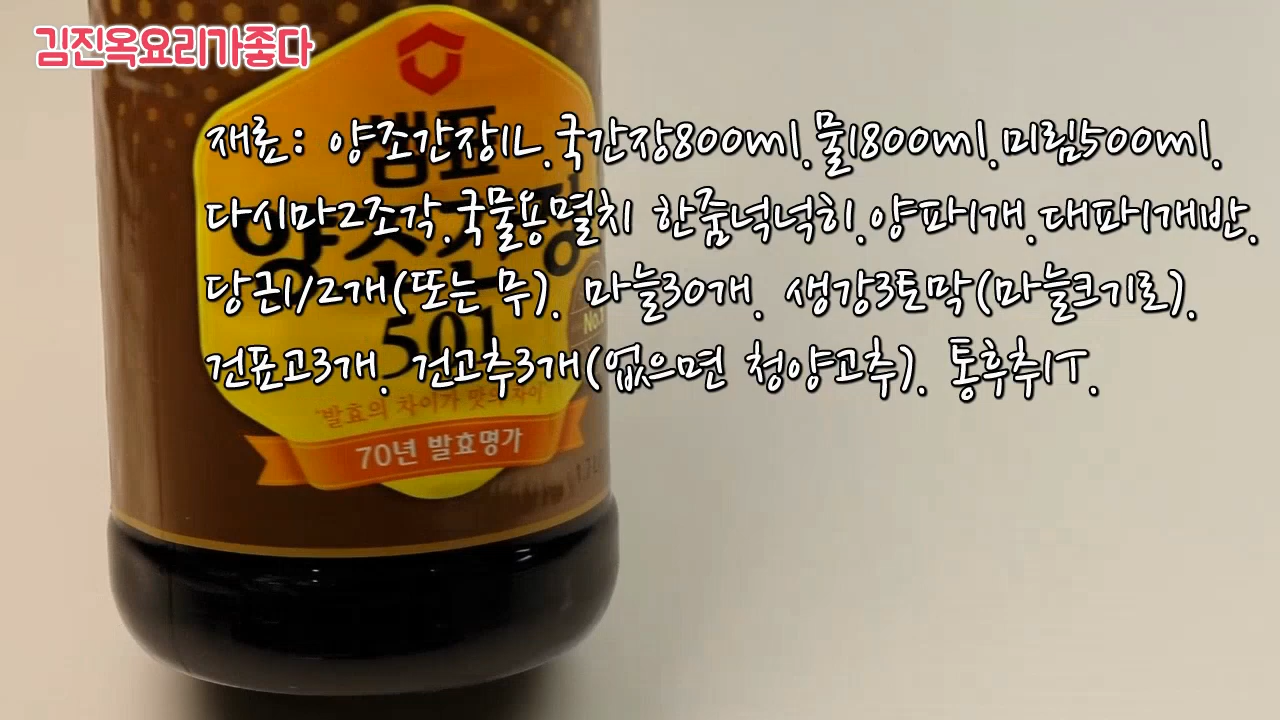 김진옥요리가좋다
재료: 양조간장1L.국간장800ml.물1800ml.미림500ml.
다시마2조각.국물용멸치 한줌넉넉히.양파1개.대파1개반.
당근1/2개(또는 무). 마늘30개. 생강3토막(마늘크기로).
건표고3개. 건고추3개(없으면 청양고추). 통후추1T.
샘표
양조간장
501
No.1
'발효의 차이가 맛의 차이'
70년 발효명가